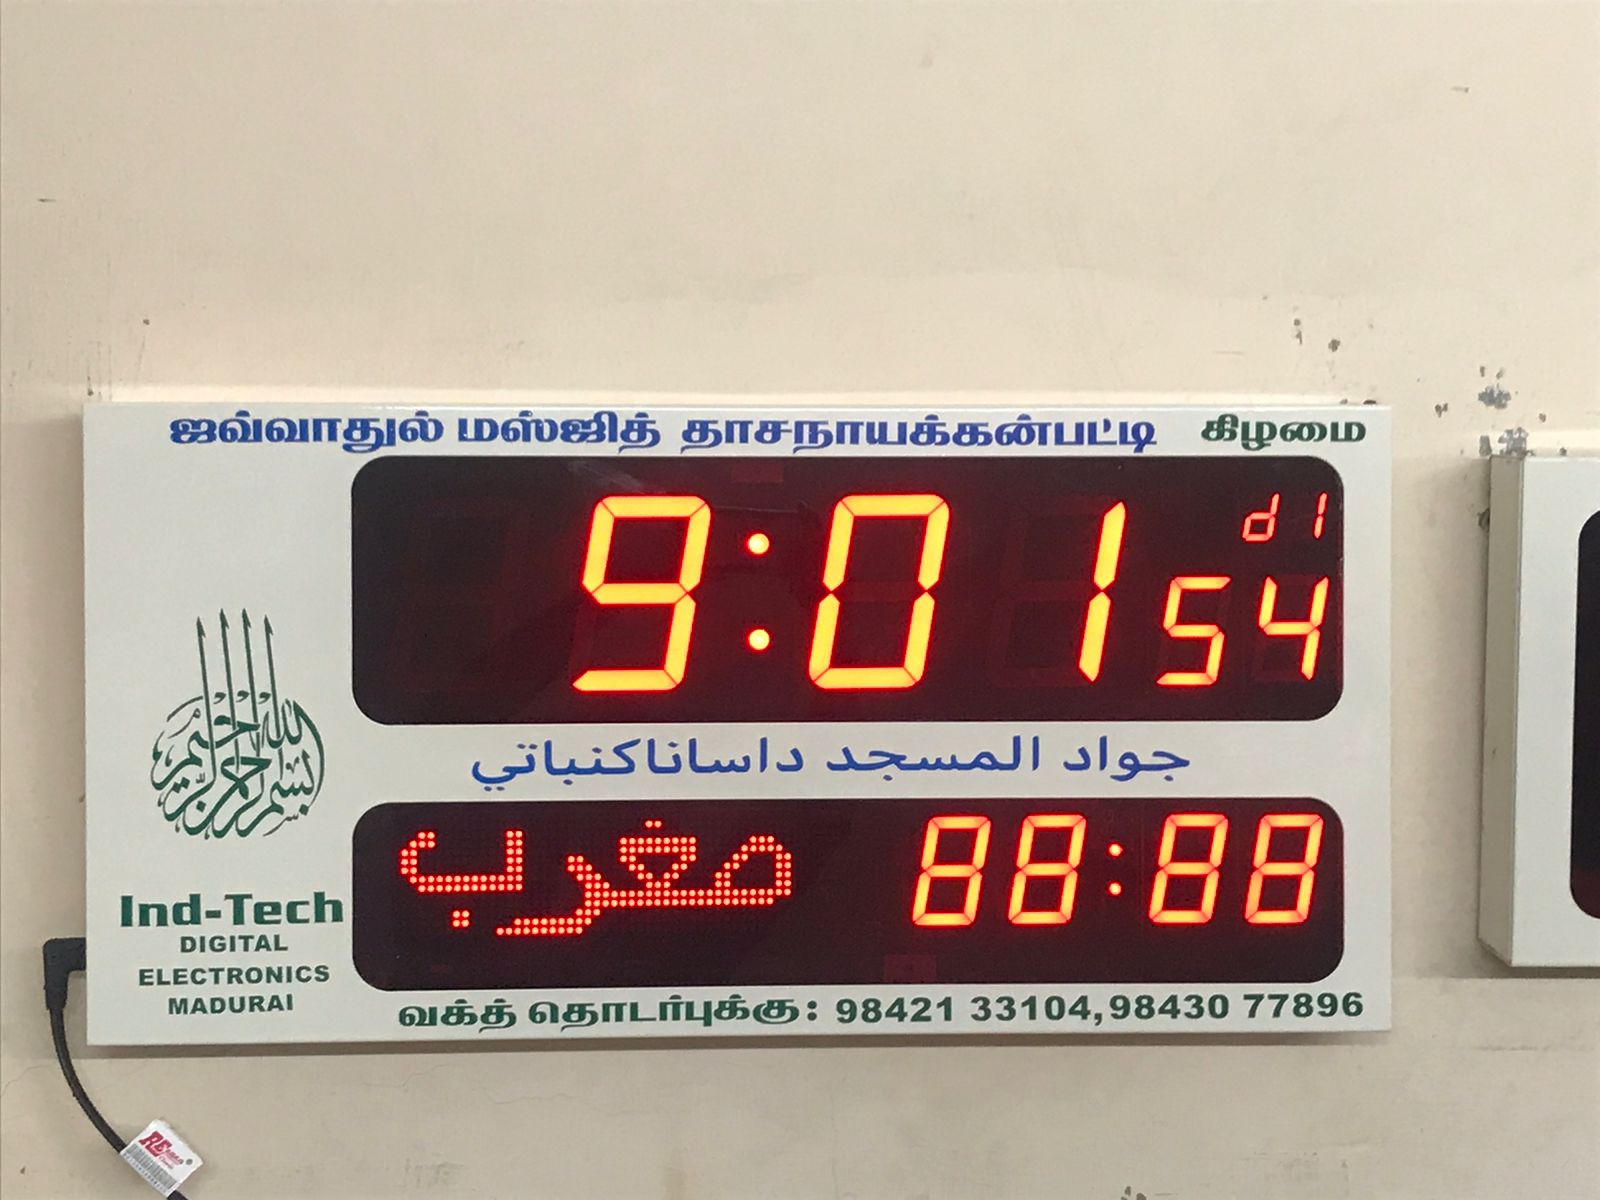 ஜவ்வாதுல் மஸ்ஜித் தாசநாயக்கன்பட்டி கிழமை
9:01 54 d1
جواد المسجد داساناكنباتي
مغرب 88:88
بسم الله الرحمن الرحيم
Ind-Tech
DIGITAL
ELECTRONICS
MADURAI
வக்த் தொடர்புக்கு: 98421 33104,98430 77896